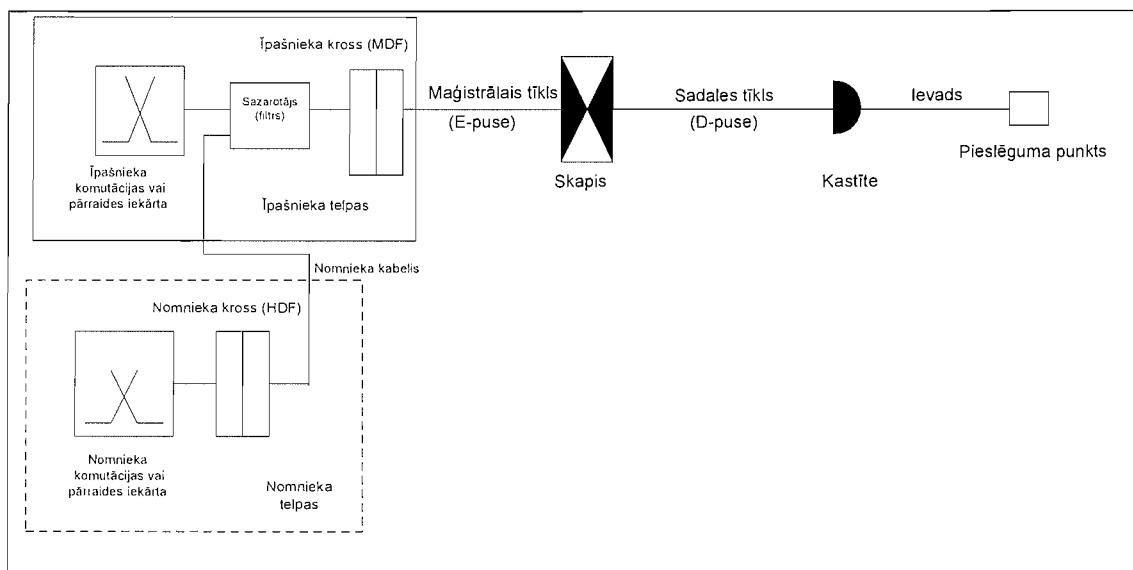 Īpašnieka kross (MDF)
Sazarotājs
(filtrs)
Maģistrālais tīkls
(E-puse)
Sadales tīkls
(D-puse)
Ievads
Pieslēguma punkts
Skapis
Kastīte
Īpašnieka
komutācijas vai
pārraides iekārta
Īpašnieka telpas
Nomnieka kabelis
Nomnieka kross (HDF)
Nomnieka
komutācijas vai
pārraides iekārta
Nomnieka
telpas